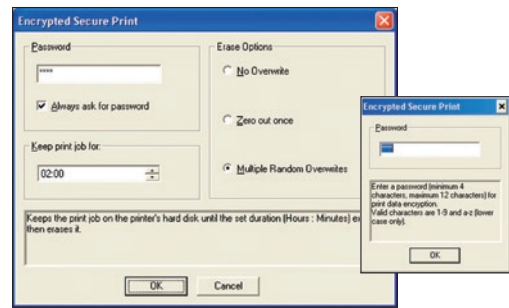 Encrypted Secure Print
Password
****
Always ask for password
Keep print job for:
02:00
Erase Options
No Overwrite
Zero out once
Multiple Random Overwrites
Keeps the print job on the printer's hard disk until the set duration (Hours : Minutes) ex
then erases it.
OK
Cancel
Encrypted Secure Print
Password
Enter a password (minimum 4
characters, maximum 12 characters) for
print data encryption.
Valid characters are 1-9 and a-z (lower
case only).
OK